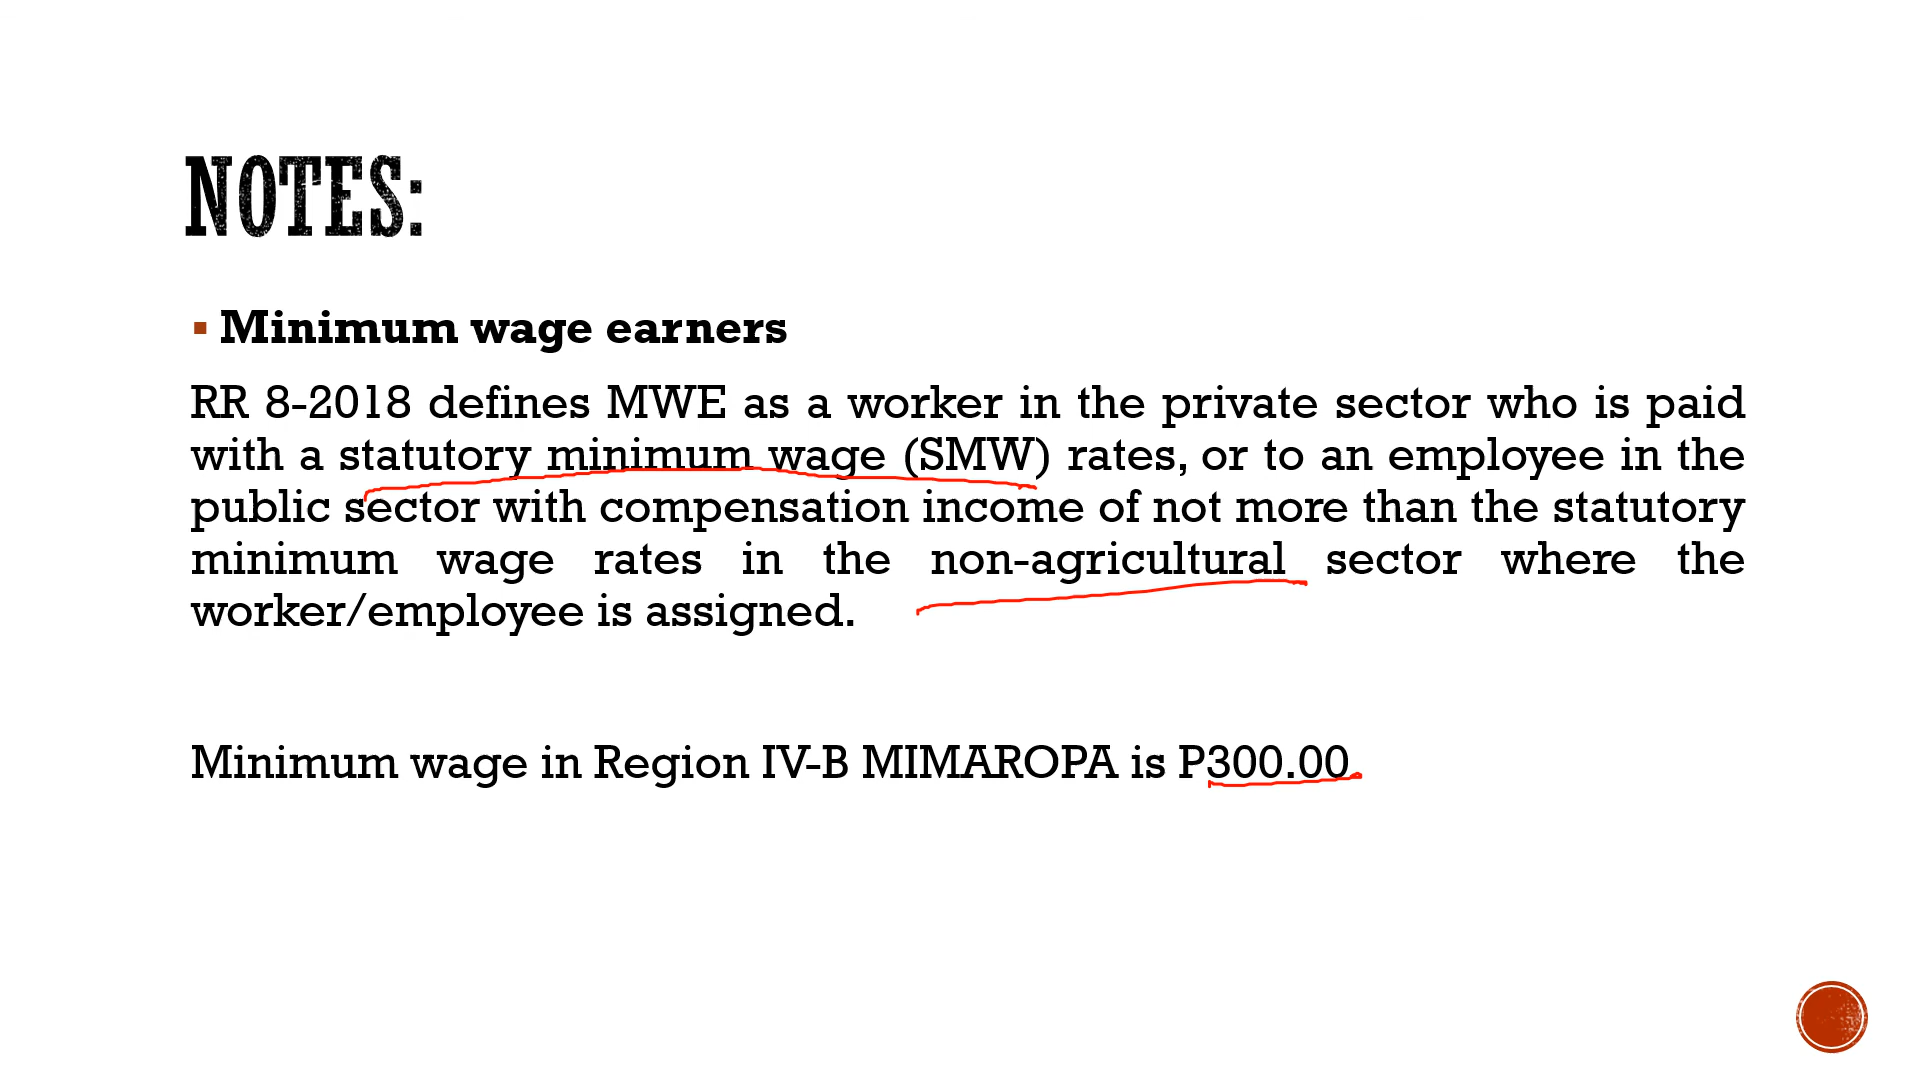 NOTES:
Minimum wage earners
RR 8-2018 defines MWE as a worker in the private sector who is paid
with a statutory minimum wage (SMW) rates, or to an employee in the
public sector with compensation income of not more than the statutory
minimum wage rates in the non-agricultural sector where the
worker/employee is assigned.
Minimum wage in Region IV-B MIMAROPA is P300.00.